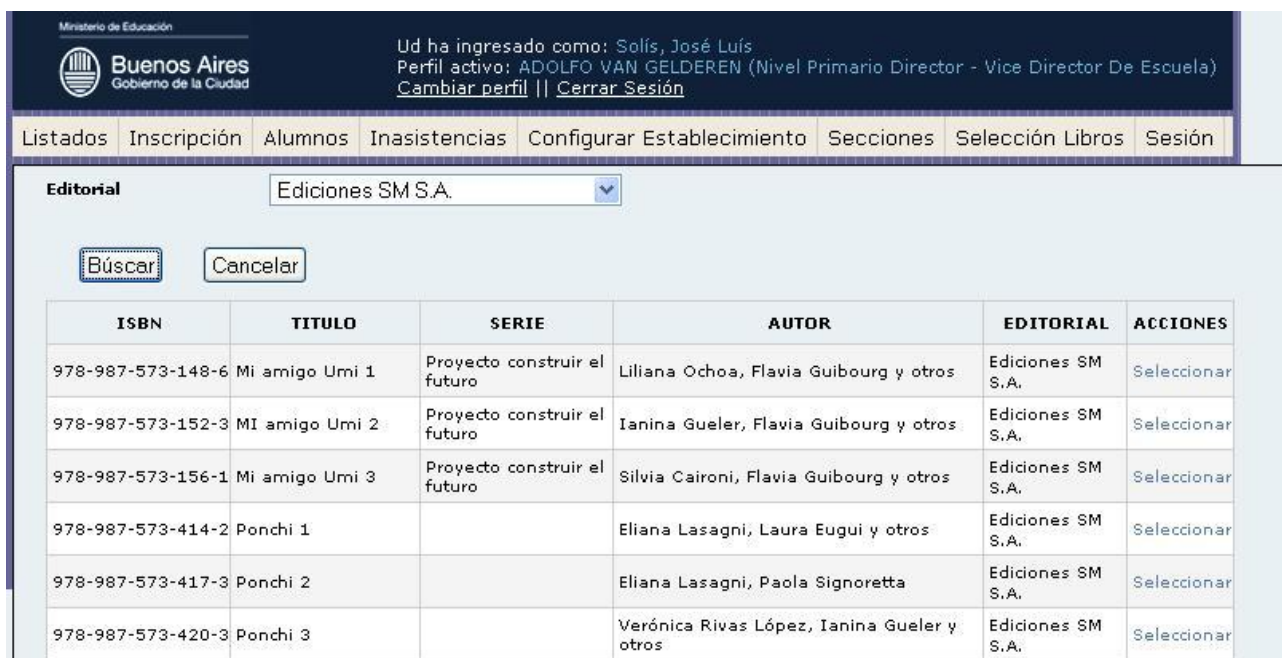 Ministerio de Educación
Buenos Aires
Gobierno de la Ciudad
Ud ha ingresado como: Solís, José Luís
Perfil activo: ADOLFO VAN GELDEREN (Nivel Primario Director - Vice Director De Escuela)
Cambiar perfil || Cerrar Sesión
Listados Inscripción Alumnos Inasistencias Configurar Establecimiento Secciones Selección Libros Sesión
Editorial Ediciones SM S.A.
Búscar Cancelar
ISBN TITULO SERIE AUTOR EDITORIAL ACCIONES
978-987-573-148-6 Mi amigo Umi 1 Proyecto construir el futuro Liliana Ochoa, Flavia Guibourg y otros Ediciones SM S.A. Seleccionar
978-987-573-152-3 MI amigo Umi 2 Proyecto construir el futuro Ianina Gueler, Flavia Guibourg y otros Ediciones SM S.A. Seleccionar
978-987-573-156-1 Mi amigo Umi 3 Proyecto construir el futuro Silvia Caironi, Flavia Guibourg y otros Ediciones SM S.A. Seleccionar
978-987-573-414-2 Ponchi 1 Eliana Lasagni, Laura Eugui y otros Ediciones SM S.A. Seleccionar
978-987-573-417-3 Ponchi 2 Eliana Lasagni, Paola Signoretta Ediciones SM S.A. Seleccionar
978-987-573-420-3 Ponchi 3 Verónica Rivas López, Ianina Gueler y otros Ediciones SM S.A. Seleccionar